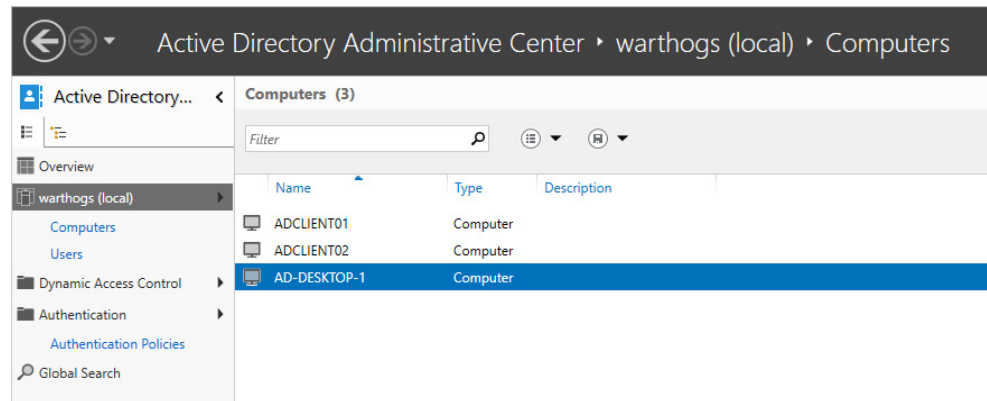 Active Directory Administrative Center ‣ warthogs (local) ‣ Computers
Active Directory...
Overview
warthogs (local)
Computers
Users
Dynamic Access Control
Authentication
Authentication Policies
Global Search
Computers (3)
Filter
Name Type Description
ADCLIENT01 Computer
ADCLIENT02 Computer
AD-DESKTOP-1 Computer